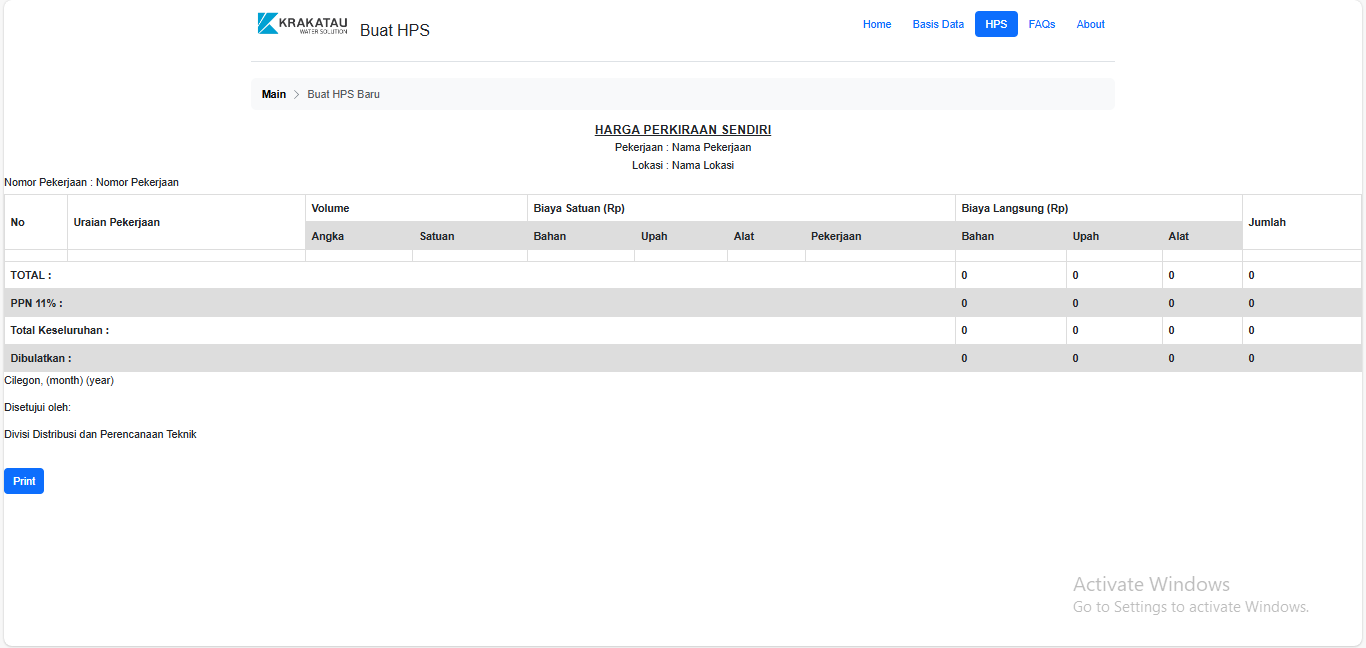 KRAKATAU
WATER SOLUTION
Buat HPS
Home Basis Data HPS FAQs About
Main > Buat HPS Baru
HARGA PERKIRAAN SENDIRI
Pekerjaan : Nama Pekerjaan
Lokasi : Nama Lokasi
Nomor Pekerjaan : Nomor Pekerjaan
No Uraian Pekerjaan Volume Biaya Satuan (Rp) Biaya Langsung (Rp) Jumlah
Angka Satuan Bahan Upah Alat Pekerjaan Bahan Upah Alat
TOTAL : 0 0 0 0
PPN 11% : 0 0 0 0
Total Keseluruhan : 0 0 0 0
Dibulatkan : 0 0 0 0
Cilegon, (month) (year)
Disetujui oleh:
Divisi Distribusi dan Perencanaan Teknik
Print
Activate Windows
Go to Settings to activate Windows.